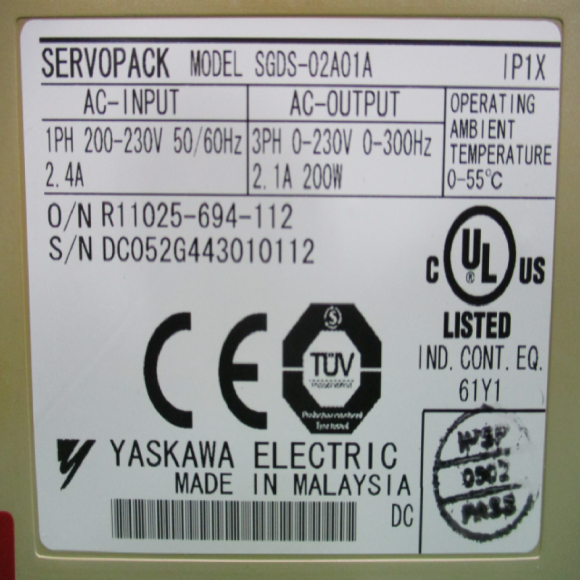 SERVOPACK MODEL SGDS-02A01A IP1X
AC-INPUT AC-OUTPUT OPERATING
AMBIENT
TEMPERATURE
0-55℃
1PH 200-230V 50/60Hz 3PH 0-230V 0-300Hz
2.4A 2.1A 200W
O/N R11025-694-112
S/N DC052G443010112
C UL US
®
LISTED
IND. CONT. EQ.
61Y1
CE
S
TÜV
YASKAWA ELECTRIC
MADE IN MALAYSIA
DC
0902
PASS